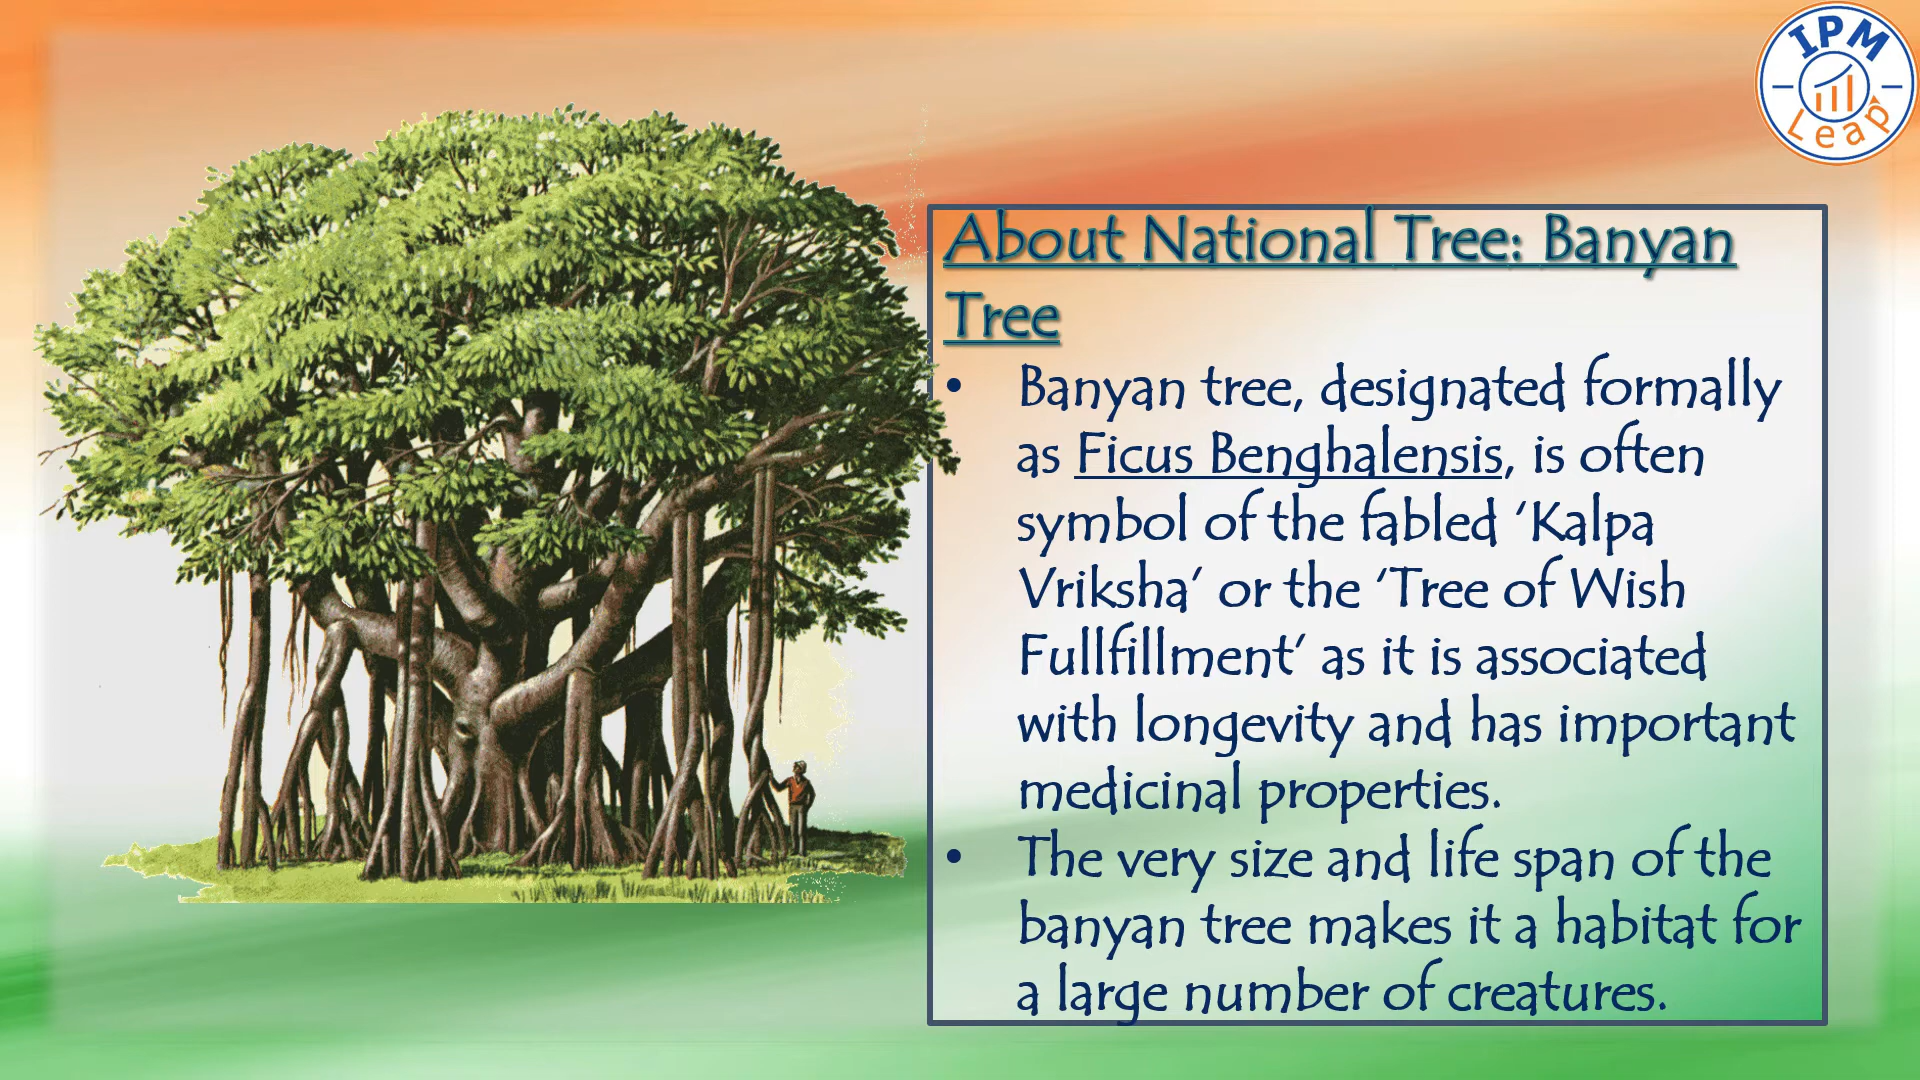 IPM
Leap
About National Tree: Banyan
Tree
• Banyan tree, designated formally
as Ficus Benghalensis, is often
symbol of the fabled ‘Kalpa
Vriksha’ or the ‘Tree of Wish
Fullfillment’ as it is associated
with longevity and has important
medicinal properties.
• The very size and life span of the
banyan tree makes it a habitat for
a large number of creatures.